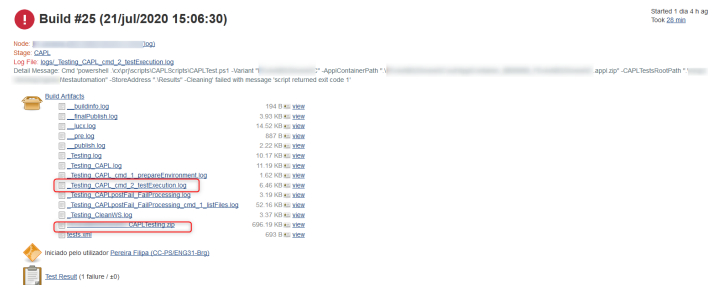 Build #25 (21/jul/2020 15:06:30)
Started 1 dia 4 h ag
Took 28 min
Node: log)
Stage: CAPL
Log File: logs/_Testing_CAPL_cmd_2_testExecution.log
Detail Message: Cmd 'powershell .\cx\pr\scripts\CAPLScripts\CAPLTest.ps1 -Variant " " -AppiContainerPath ".\ .appi.zip" -CAPLTestsRootPath ".\
\testautomation" -StoreAddress ".\Results" -Cleaning' failed with message 'script returned exit code 1'
Build Artifacts
__buildinfo.log 194 B view
__finalPublish.log 3.93 KB view
__lucx.log 14.52 KB view
__pre.log 887 B view
__publish.log 2.22 KB view
_Testing.log 10.17 KB view
_Testing_CAPL.log 11.19 KB view
_Testing_CAPL_cmd_1_prepareEnvironment.log 1.62 KB view
_Testing_CAPL_cmd_2_testExecution.log 6.46 KB view
_Testing_CAPLpostFail_FailProcessing.log 3.19 KB view
_Testing_CAPLpostFail_FailProcessing_cmd_1_listFiles.log 52.16 KB view
_Testing_CleanWS.log 3.37 KB view
_CAPLTesting.zip 696.19 KB view
tests.xml 693 B view
Iniciado pelo utilizador Pereira Filipa (CC-PS/ENG31-Brg)
Test Result (1 failure / ±0)